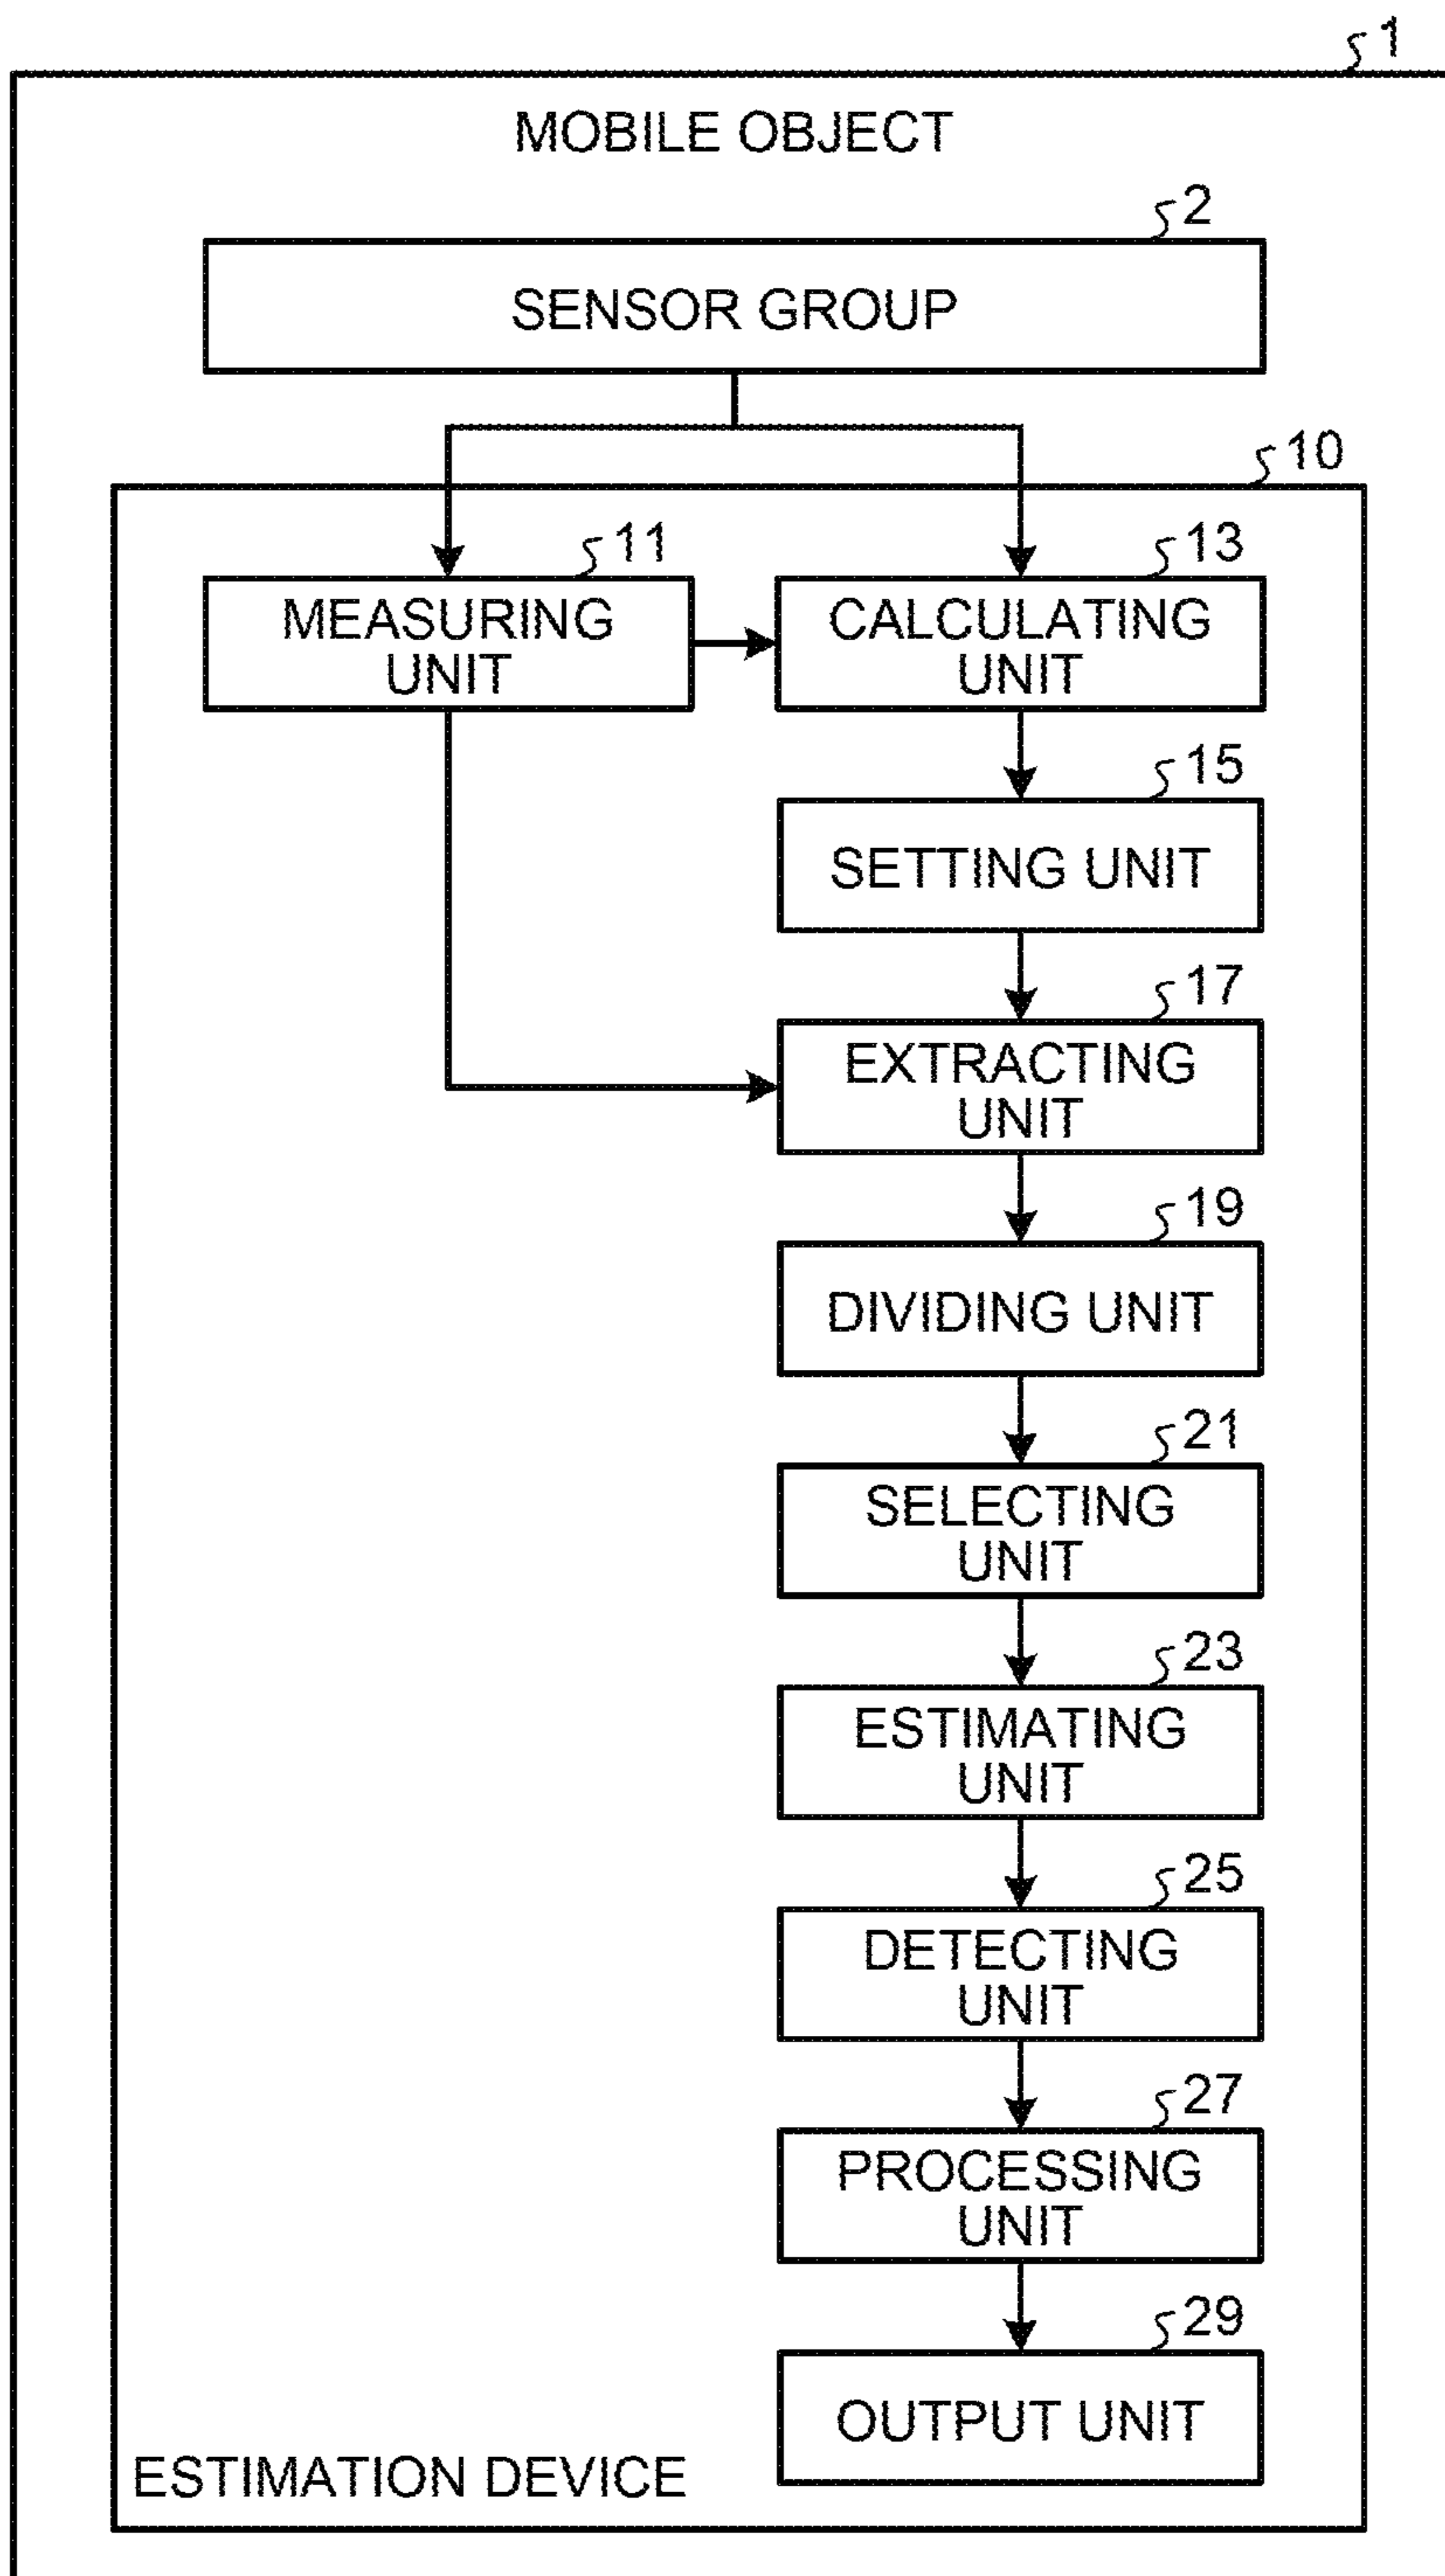 1
MOBILE OBJECT
2
SENSOR GROUP
10
11
MEASURING
UNIT
13
CALCULATING
UNIT
15
SETTING UNIT
17
EXTRACTING
UNIT
19
DIVIDING UNIT
21
SELECTING
UNIT
23
ESTIMATING
UNIT
25
DETECTING
UNIT
27
PROCESSING
UNIT
29
OUTPUT UNIT
ESTIMATION DEVICE